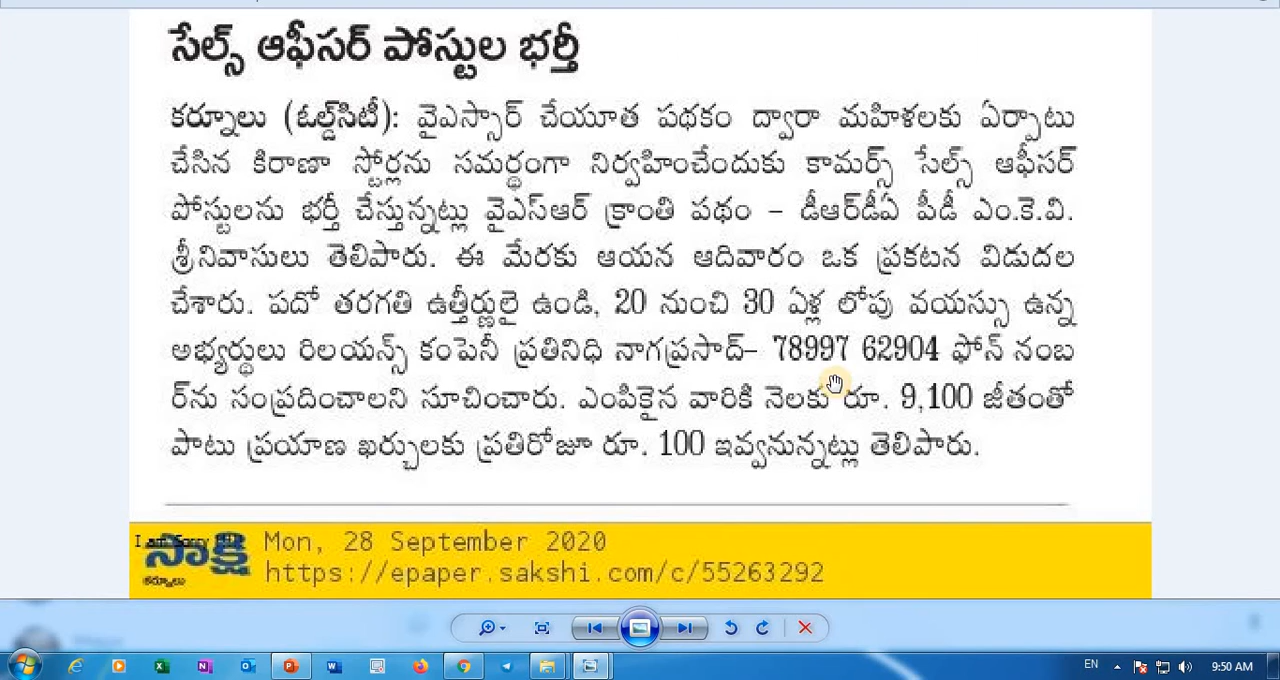 సేల్స్ ఆఫీసర్ పోస్టుల భర్తీ
కర్నూలు (ఓల్డ్‌సిటీ): వైఎస్సార్ చేయూత పథకం ద్వారా మహిళలకు ఏర్పాటు
చేసిన కిరాణా స్టోర్లను సమర్థంగా నిర్వహించేందుకు కామర్స్ సేల్స్ ఆఫీసర్
పోస్టులను భర్తీ చేస్తున్నట్లు వైఎస్ఆర్ క్రాంతి పథం – డీఆర్‌డీఏ పీడీ ఎం.కె.వి.
శ్రీనివాసులు తెలిపారు. ఈ మేరకు ఆయన ఆదివారం ఒక ప్రకటన విడుదల
చేశారు. పదో తరగతి ఉత్తీర్ణులై ఉండి, 20 నుంచి 30 ఏళ్ల లోపు వయస్సు ఉన్న
అభ్యర్థులు రిలయన్స్ కంపెనీ ప్రతినిధి నాగప్రసాద్– 78997 62904 ఫోన్ నంబ
ర్‌ను సంప్రదించాలని సూచించారు. ఎంపికైన వారికి నెలకు రూ. 9,100 జీతంతో
పాటు ప్రయాణ ఖర్చులకు ప్రతిరోజూ రూ. 100 ఇవ్వనున్నట్లు తెలిపారు.
సాక్షి
కర్నూలు
Mon, 28 September 2020
https://epaper.sakshi.com/c/55263292
EN
9:50 AM